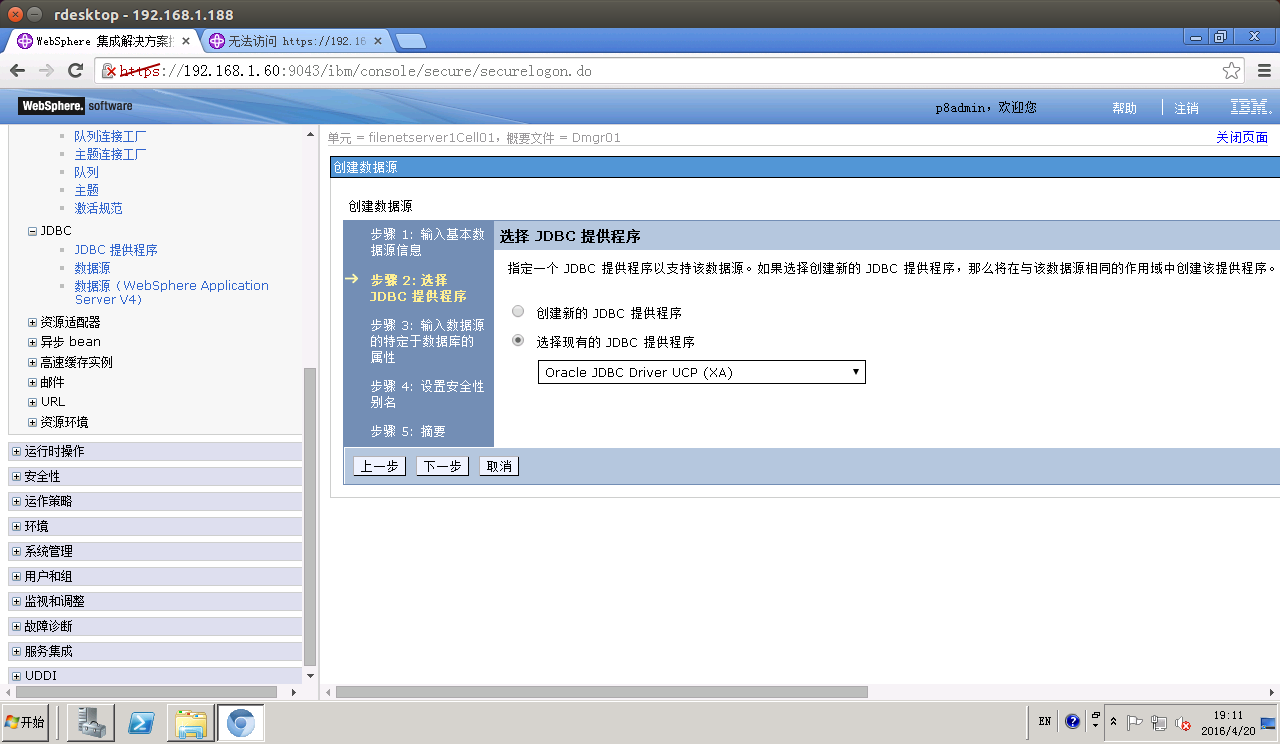 rdesktop - 192.168.1.188
WebSphere 集成解决方案
无法访问 https://192.16
https://192.168.1.60:9043/ibm/console/secure/securelogon.do
WebSphere. software
p8admin，欢迎您
帮助
注销
IBM.
队列连接工厂
主题连接工厂
队列
主题
激活规范
JDBC
JDBC 提供程序
数据源
数据源（WebSphere Application
Server V4）
资源适配器
异步 bean
高速缓存实例
邮件
URL
资源环境
运行时操作
安全性
运作策略
环境
系统管理
用户和组
监视和调整
故障诊断
服务集成
UDDI
单元 = filenetserver1Cell01，概要文件 = Dmgr01
关闭页面
创建数据源
创建数据源
步骤 1：输入基本数
据源信息
步骤 2：选择
JDBC 提供程序
步骤 3：输入数据源
的特定于数据库的
属性
步骤 4：设置安全性
别名
步骤 5：摘要
选择 JDBC 提供程序
指定一个 JDBC 提供程序以支持该数据源。如果选择创建新的 JDBC 提供程序，那么将在与该数据源相同的作用域中创建该提供程序。
创建新的 JDBC 提供程序
选择现有的 JDBC 提供程序
Oracle JDBC Driver UCP (XA)
上一步
下一步
取消
开始
EN
19:11
2016/4/20